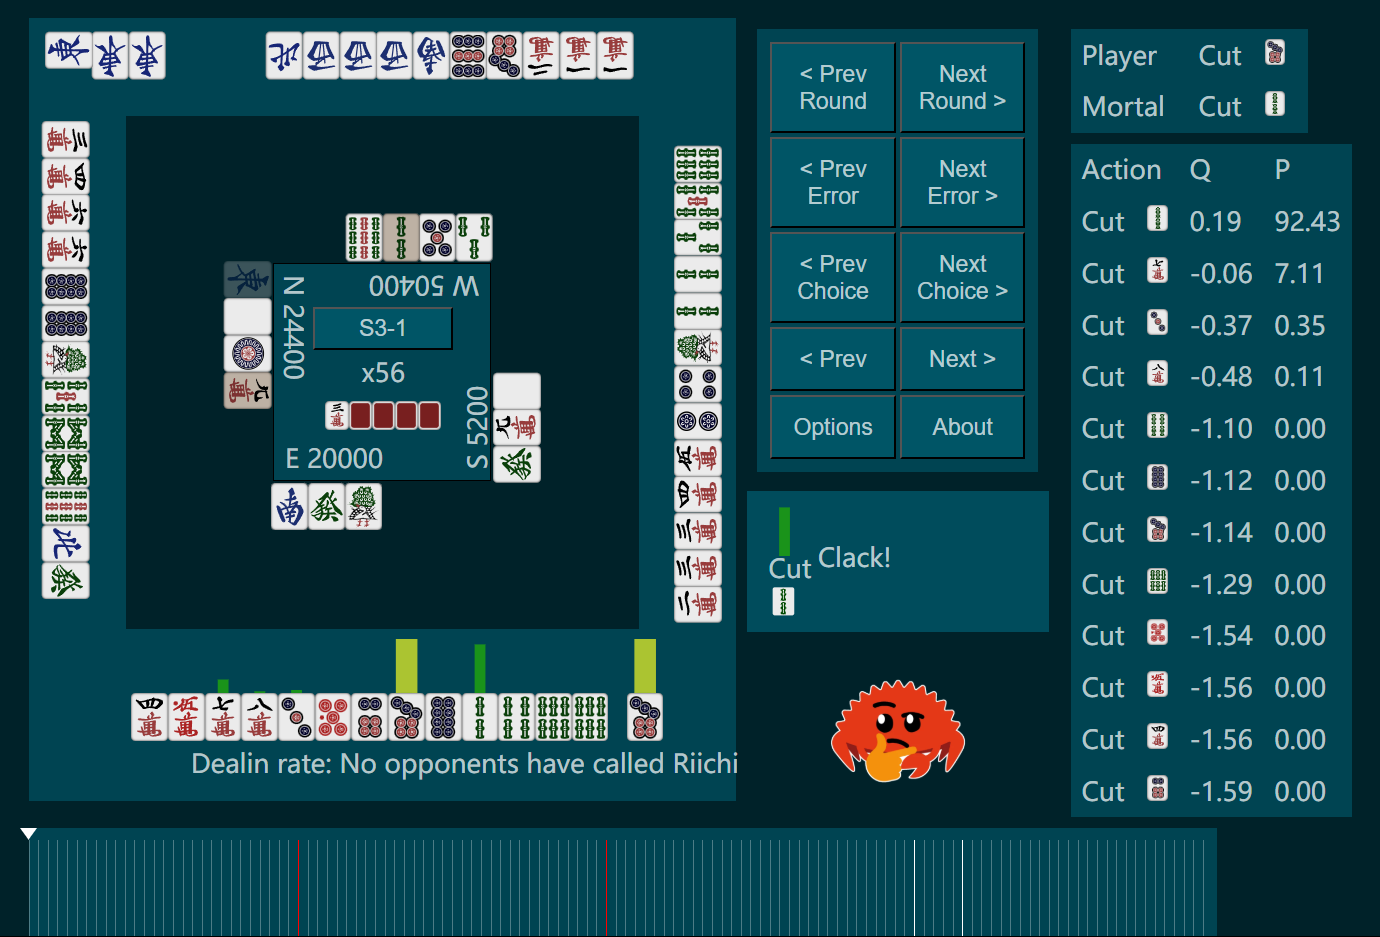 < Prev
Round
Next
Round >
< Prev
Error
Next
Error >
< Prev
Choice
Next
Choice >
< Prev
Next >
Options
About
Player Cut
Mortal Cut
Action Q P
Cut 0.19 92.43
Cut -0.06 7.11
Cut -0.37 0.35
Cut -0.48 0.11
Cut -1.10 0.00
Cut -1.12 0.00
Cut -1.14 0.00
Cut -1.29 0.00
Cut -1.54 0.00
Cut -1.56 0.00
Cut -1.56 0.00
Cut -1.59 0.00
W 50400
N 24400
S3-1
x56
S 5200
E 20000
Cut
Clack!
Dealin rate: No opponents have called Riichi